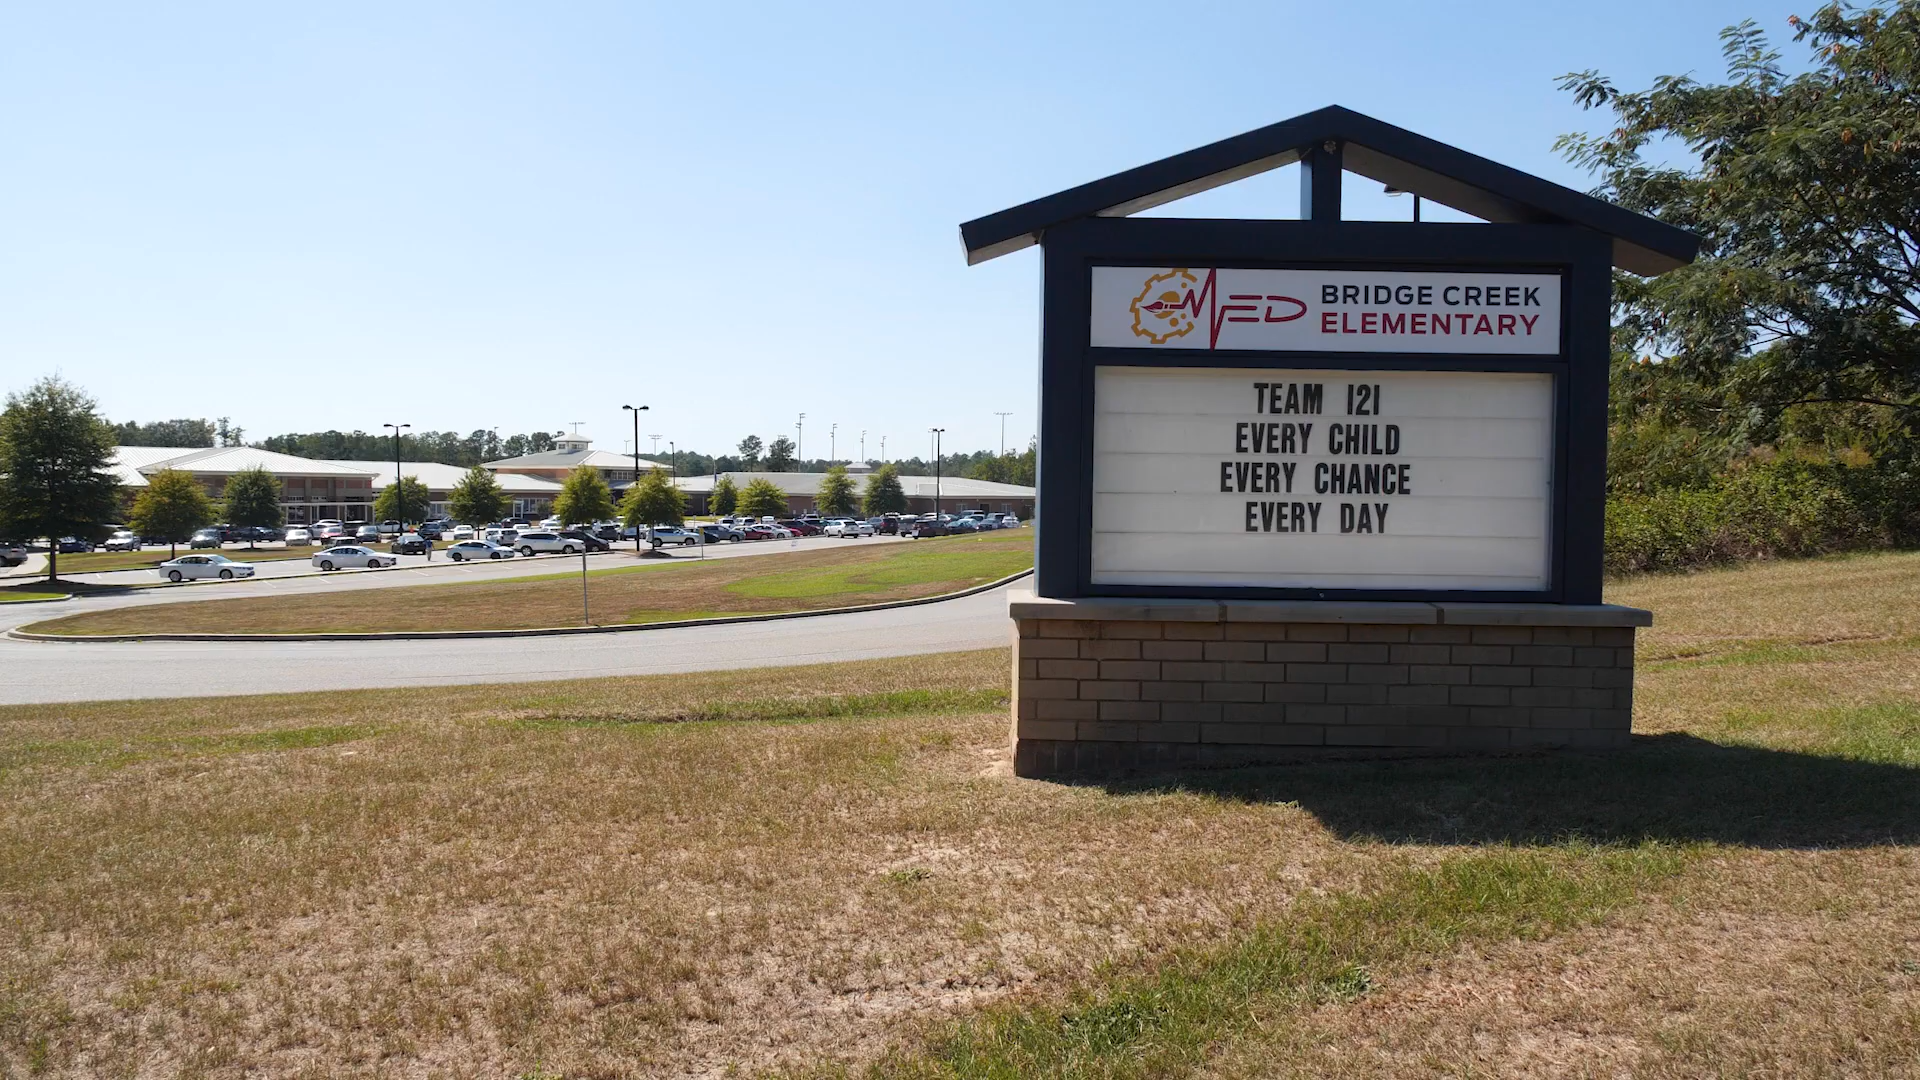 MED
BRIDGE CREEK
ELEMENTARY
TEAM 121
EVERY CHILD
EVERY CHANCE
EVERY DAY